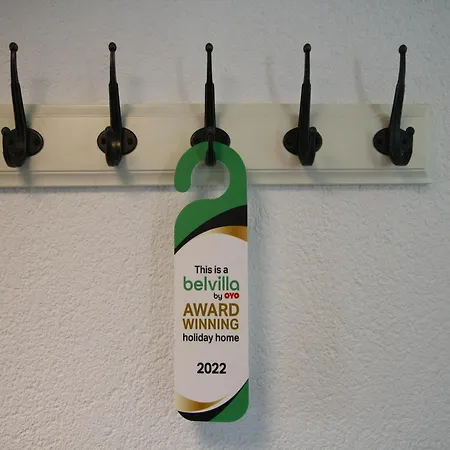 This is a
belvilla
by OYO
AWARD
WINNING
holiday home
2022